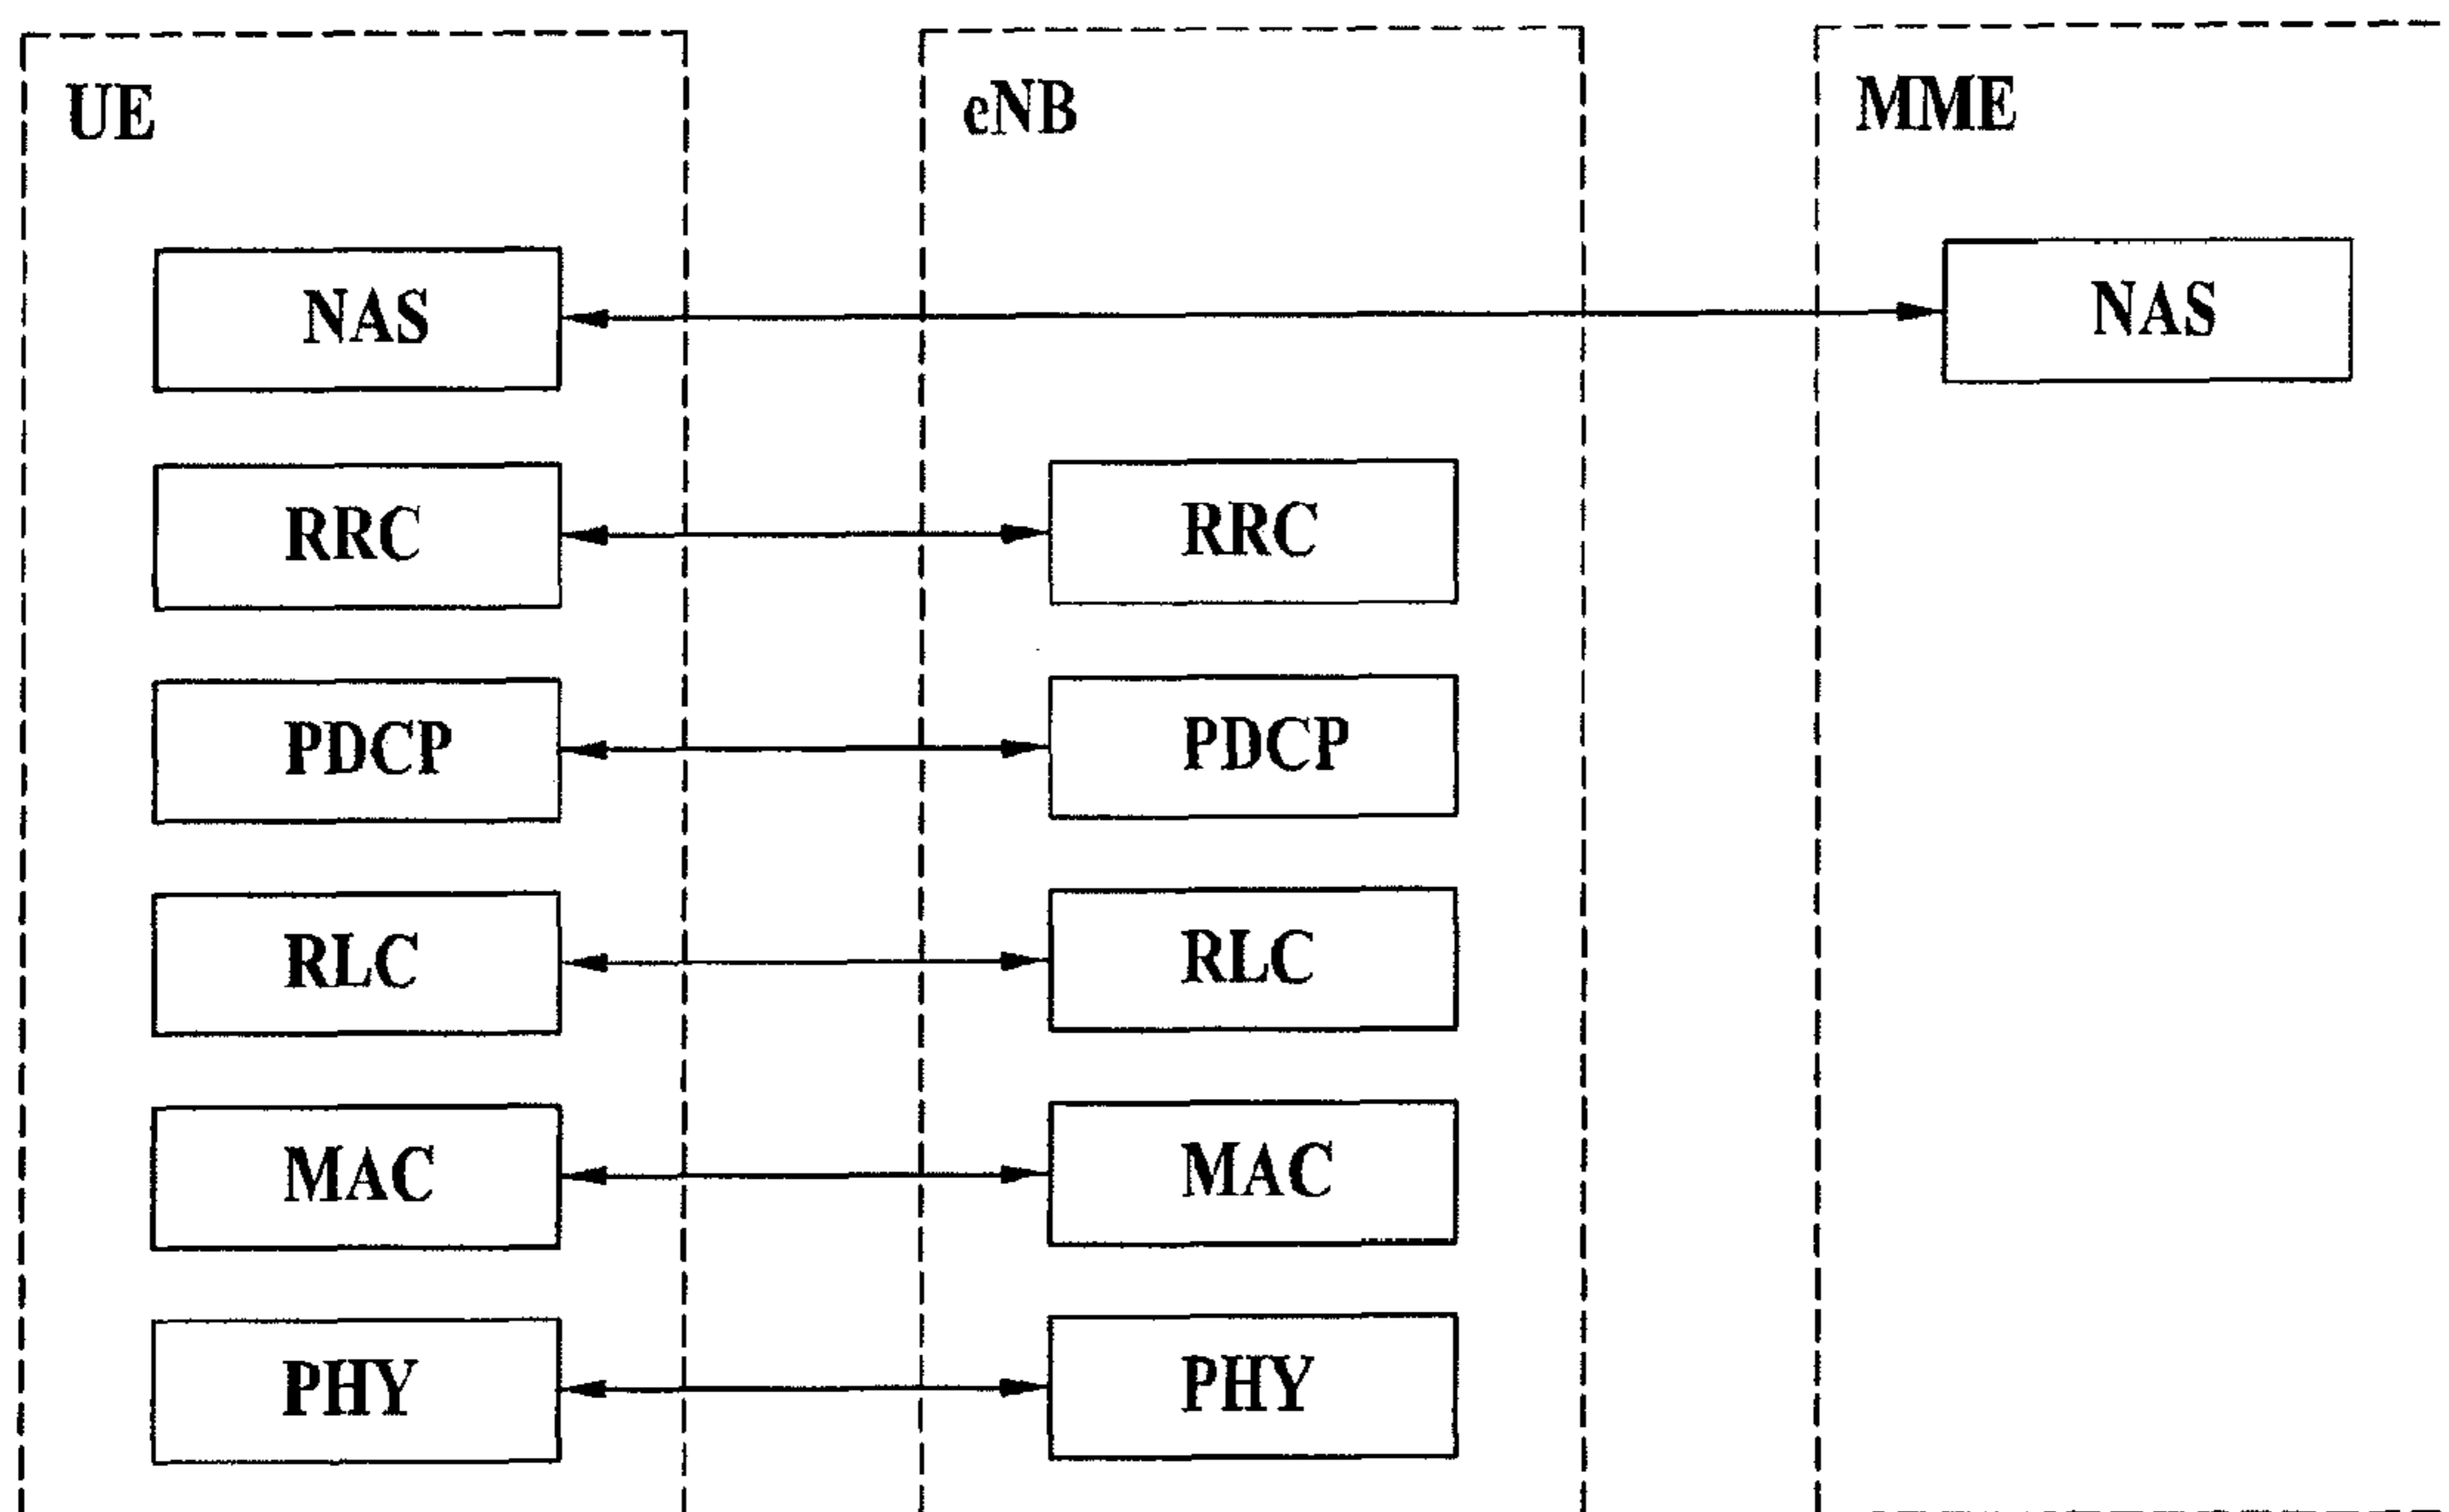 UE
eNB
MME
NAS
NAS
RRC
RRC
PDCP
PDCP
RLC
RLC
MAC
MAC
PHY
PHY